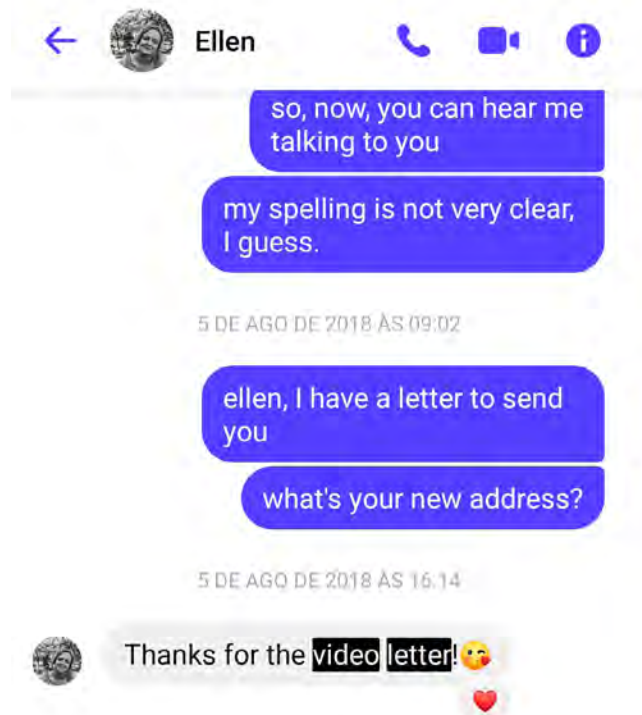 Ellen
so, now, you can hear me
talking to you
my spelling is not very clear,
I guess.
5 DE AGO DE 2018 ÀS 09:02
ellen, I have a letter to send
you
what's your new address?
5 DE AGO DE 2018 ÀS 16:14
Thanks for the video letter!😘